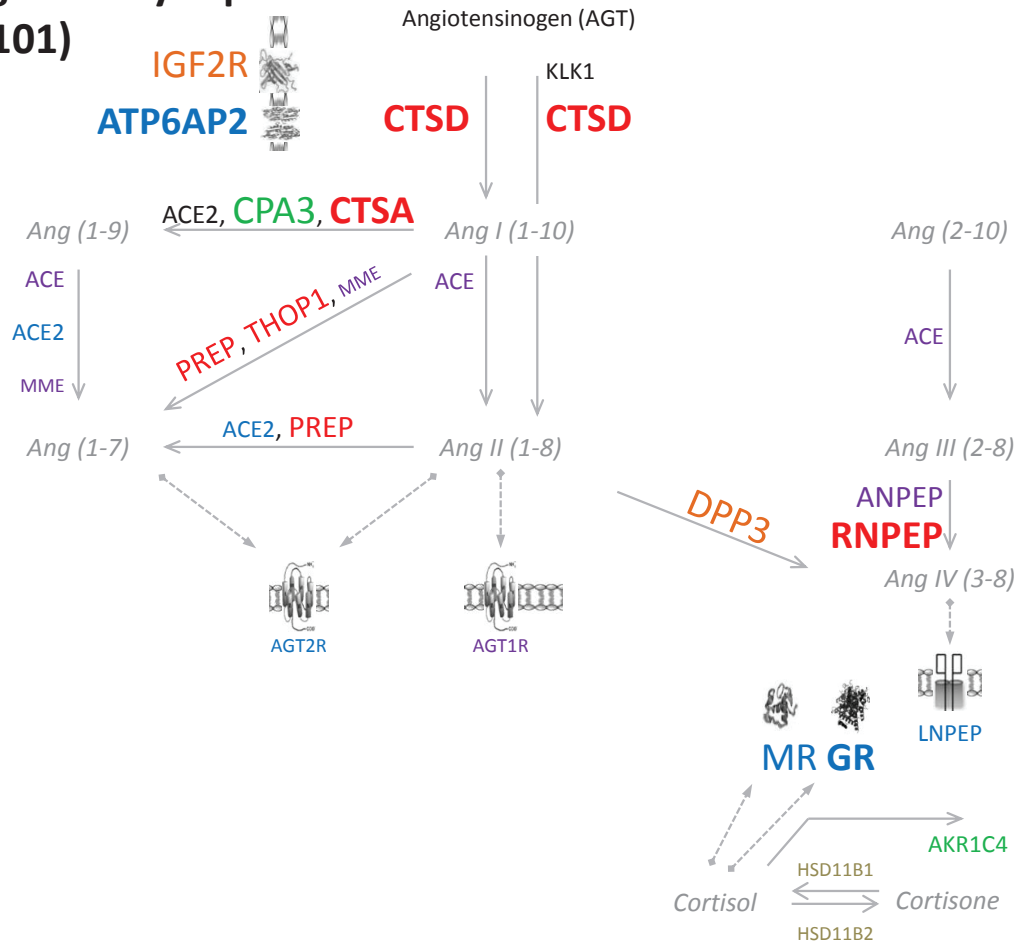 101)
Angiotensinogen (AGT)
IGF2R
KLK1
ATP6AP2
CTSD
CTSD
ACE2, CPA3, CTSA
Ang (1-9)
Ang I (1-10)
Ang (2-10)
ACE
ACE2
MME
PREP, THOP1, MME
ACE
ACE
ACE2, PREP
Ang (1-7)
Ang II (1-8)
Ang III (2-8)
DPP3
ANPEP
RNPEP
Ang IV (3-8)
AGT2R
AGT1R
LNPEP
MR GR
AKR1C4
HSD11B1
Cortisol
Cortisone
HSD11B2